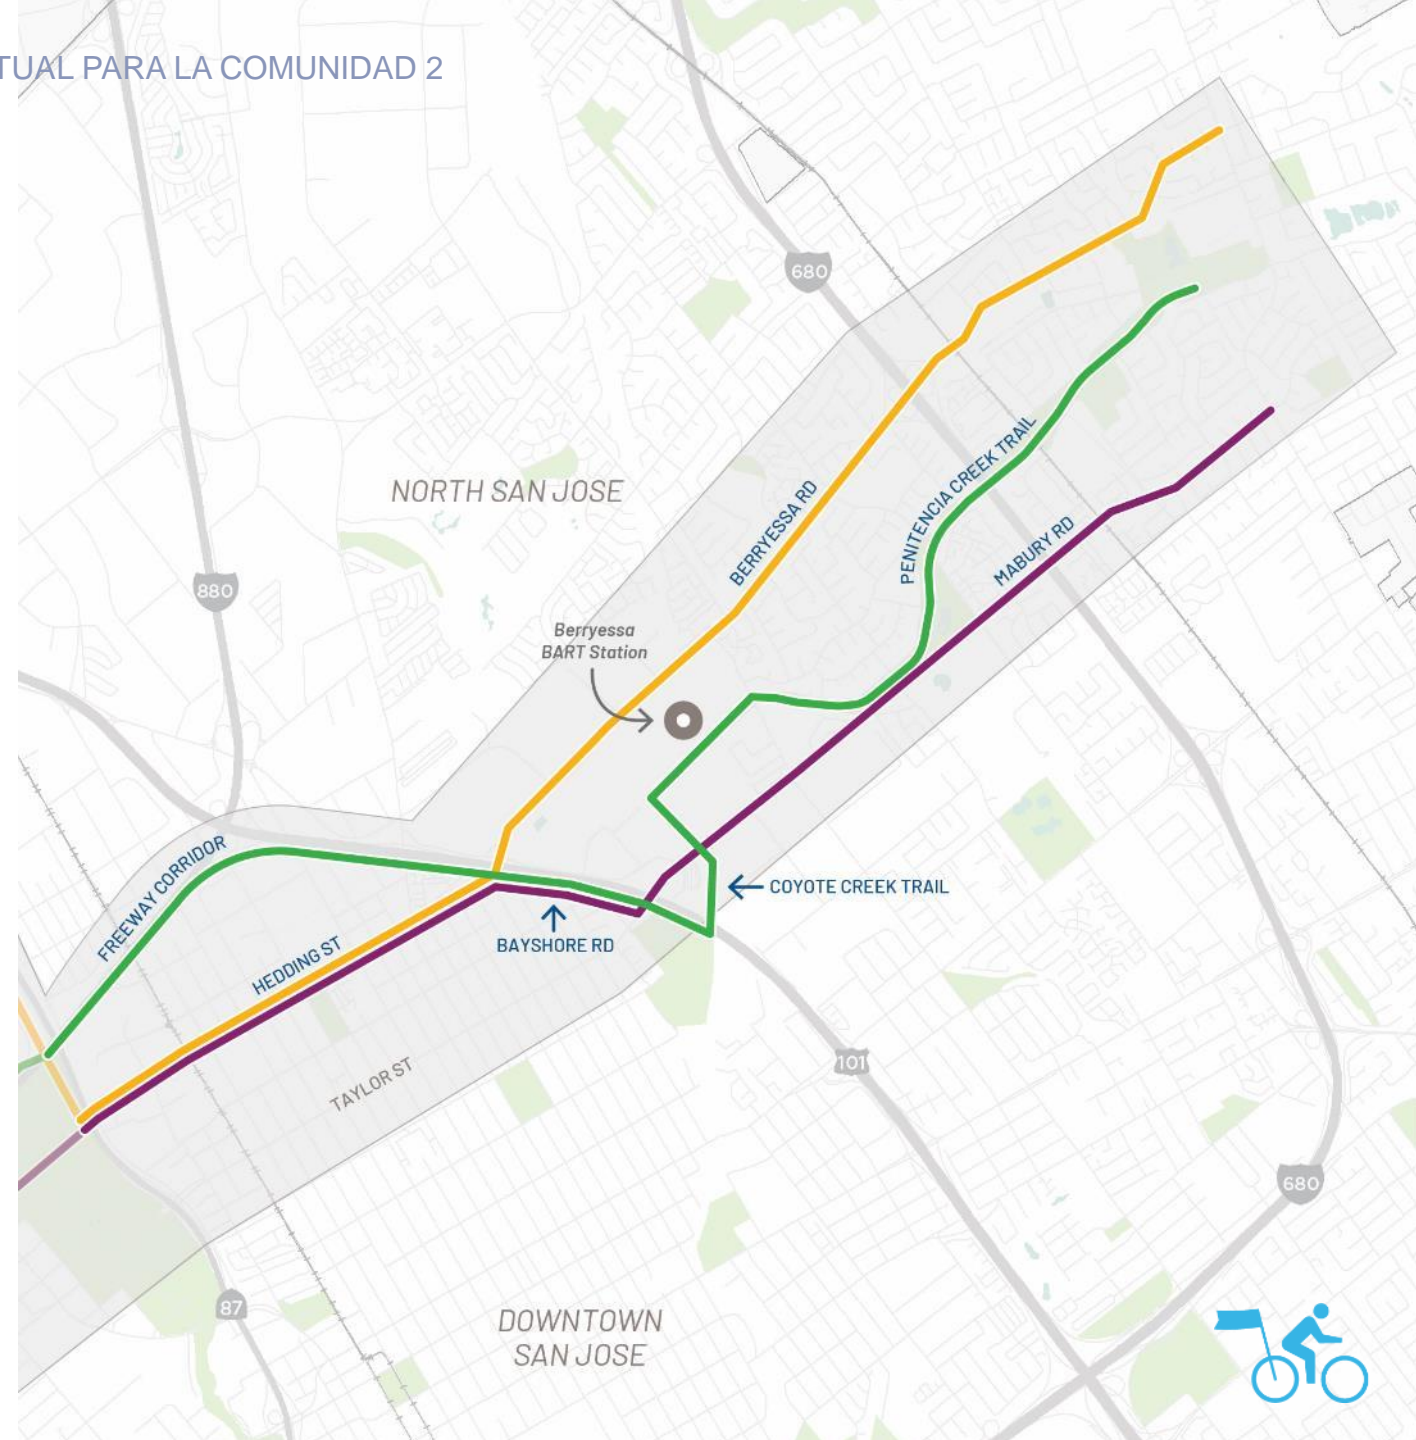 TUAL PARA LA COMUNIDAD 2
680
NORTH SAN JOSE
BERRYESSA RD
PENITENCIA CREEK TRAIL
MABURY RD
880
Berryessa
BART Station
FREEWAY CORRIDOR
COYOTE CREEK TRAIL
BAYSHORE RD
HEDDING ST
TAYLOR ST
101
680
87
DOWNTOWN
SAN JOSE